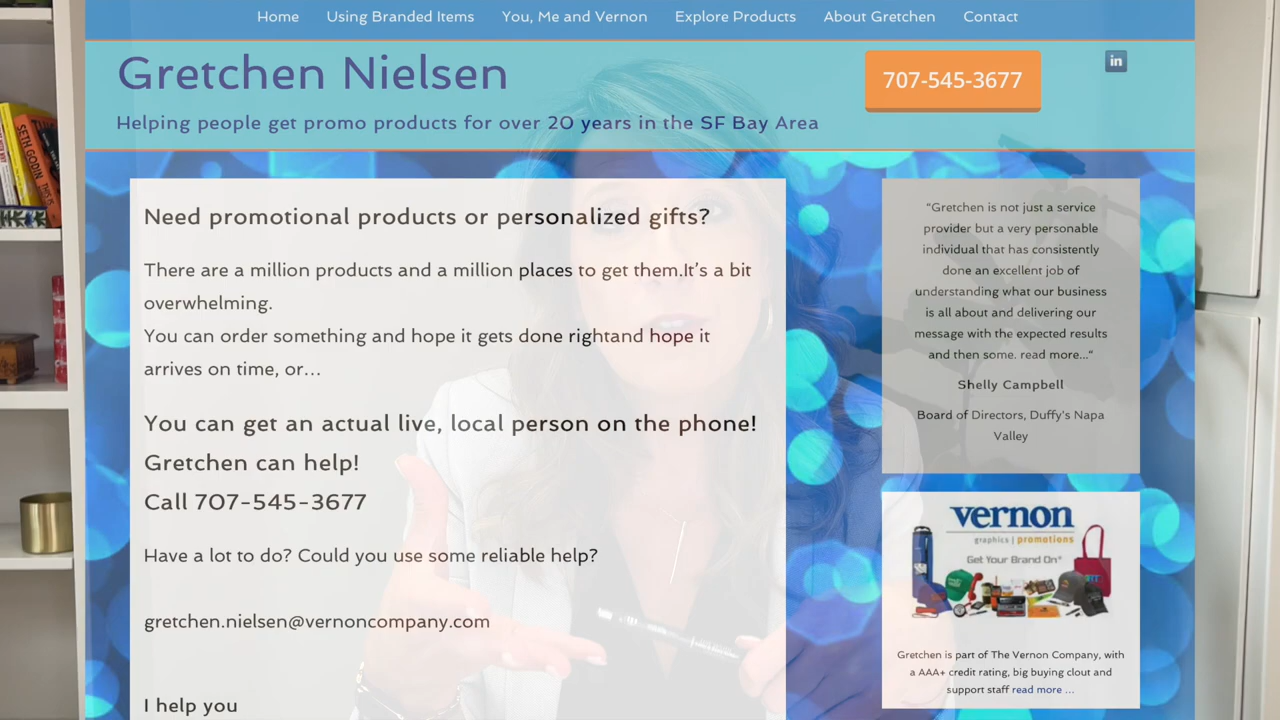 Home Using Branded Items You, Me and Vernon Explore Products About Gretchen Contact
Gretchen Nielsen
707-545-3677
in
Helping people get promo products for over 20 years in the SF Bay Area
Need promotional products or personalized gifts?
There are a million products and a million places to get them.It's a bit
overwhelming.
You can order something and hope it gets done rightand hope it
arrives on time, or...
You can get an actual live, local person on the phone!
Gretchen can help!
Call 707-545-3677
Have a lot to do? Could you use some reliable help?
gretchen.nielsen@vernoncompany.com
I help you
"Gretchen is not just a service
provider but a very personable
individual that has consistently
done an excellent job of
understanding what our business
is all about and delivering our
message with the expected results
and then some. read more..."
Shelly Campbell
Board of Directors, Duffy's Napa
Valley
vernon
graphics | promotions
Get Your Brand On
Gretchen is part of The Vernon Company, with
a AAA+ credit rating, big buying clout and
support staff read more ...
SETH GODIN